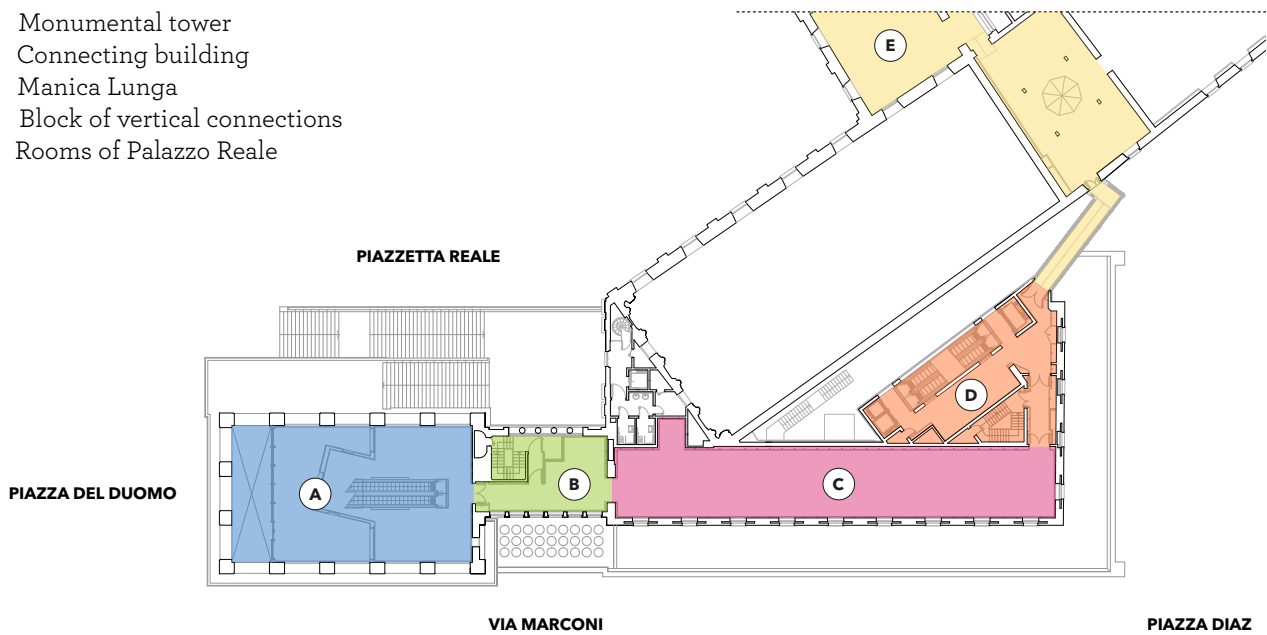 Monumental tower
Connecting building
Manica Lunga
Block of vertical connections
Rooms of Palazzo Reale
E
PIAZZETTA REALE
D
PIAZZA DEL DUOMO
A
B
C
VIA MARCONI
PIAZZA DIAZ